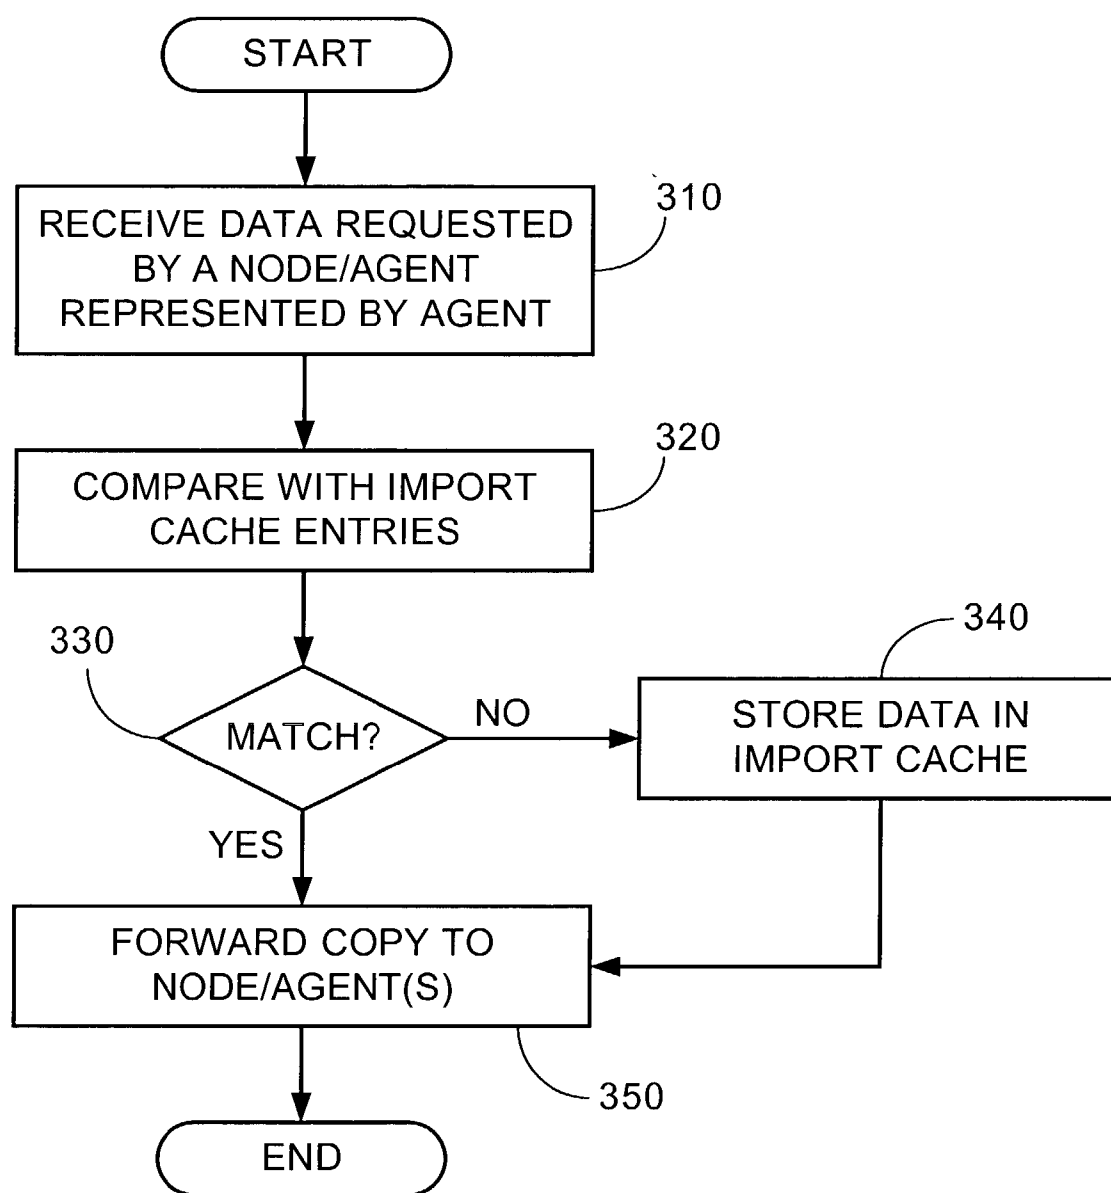 START
310
RECEIVE DATA REQUESTED
BY A NODE/AGENT
REPRESENTED BY AGENT
320
COMPARE WITH IMPORT
CACHE ENTRIES
330
MATCH?
NO
340
STORE DATA IN
IMPORT CACHE
YES
FORWARD COPY TO
NODE/AGENT(S)
350
END